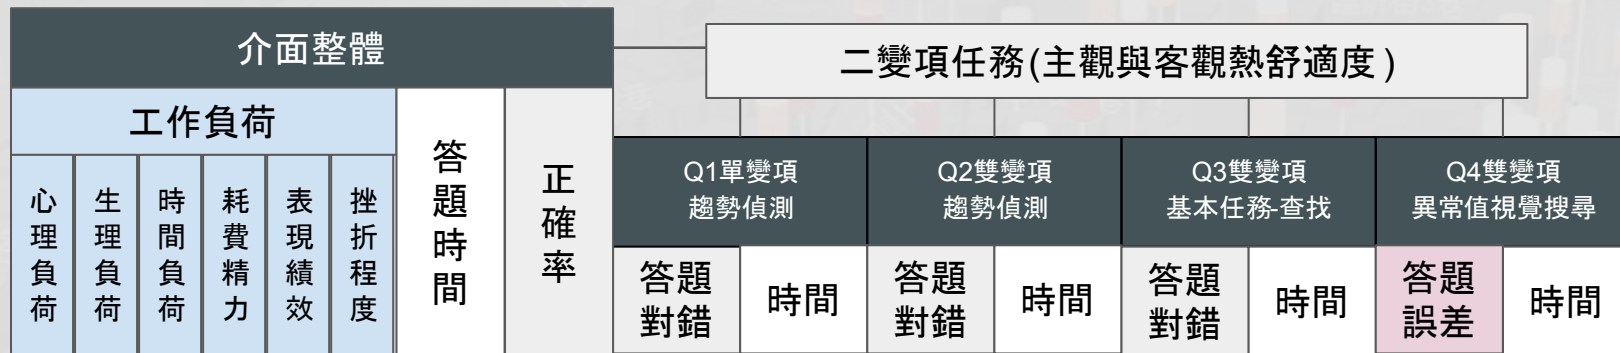 介面整體
二變項任務(主觀與客觀熱舒適度)
工作負荷
答題時間
正確率
心理負荷
生理負荷
時間負荷
耗費精力
表現績效
挫折程度
Q1單變項
趨勢偵測
Q2雙變項
趨勢偵測
Q3雙變項
基本任務-查找
Q4雙變項
異常值視覺搜尋
答題
對錯
時間
答題
對錯
時間
答題
對錯
時間
答題
誤差
時間